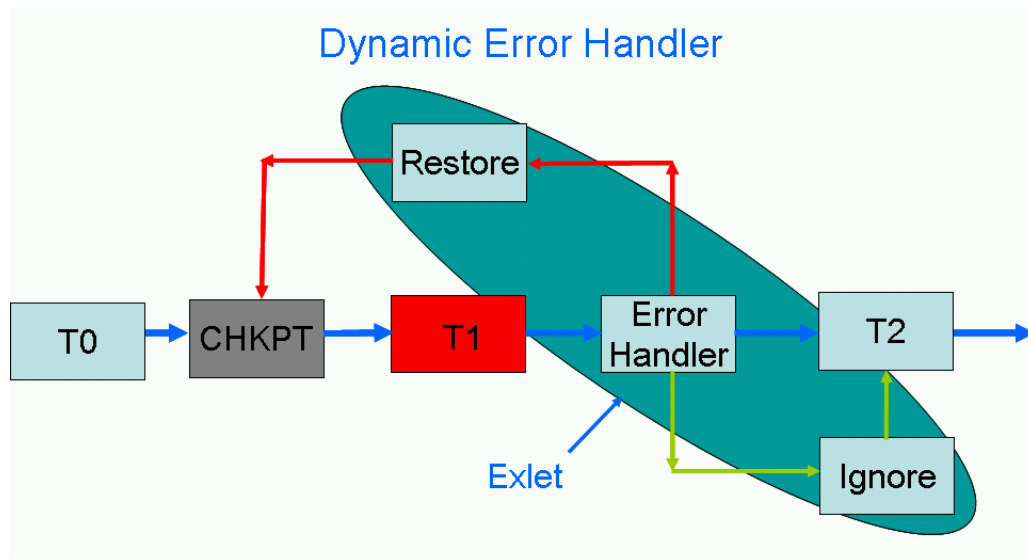 Dynamic Error Handler
Restore
T0
CHKPT
T1
Error
Handler
T2
Exlet
Ignore